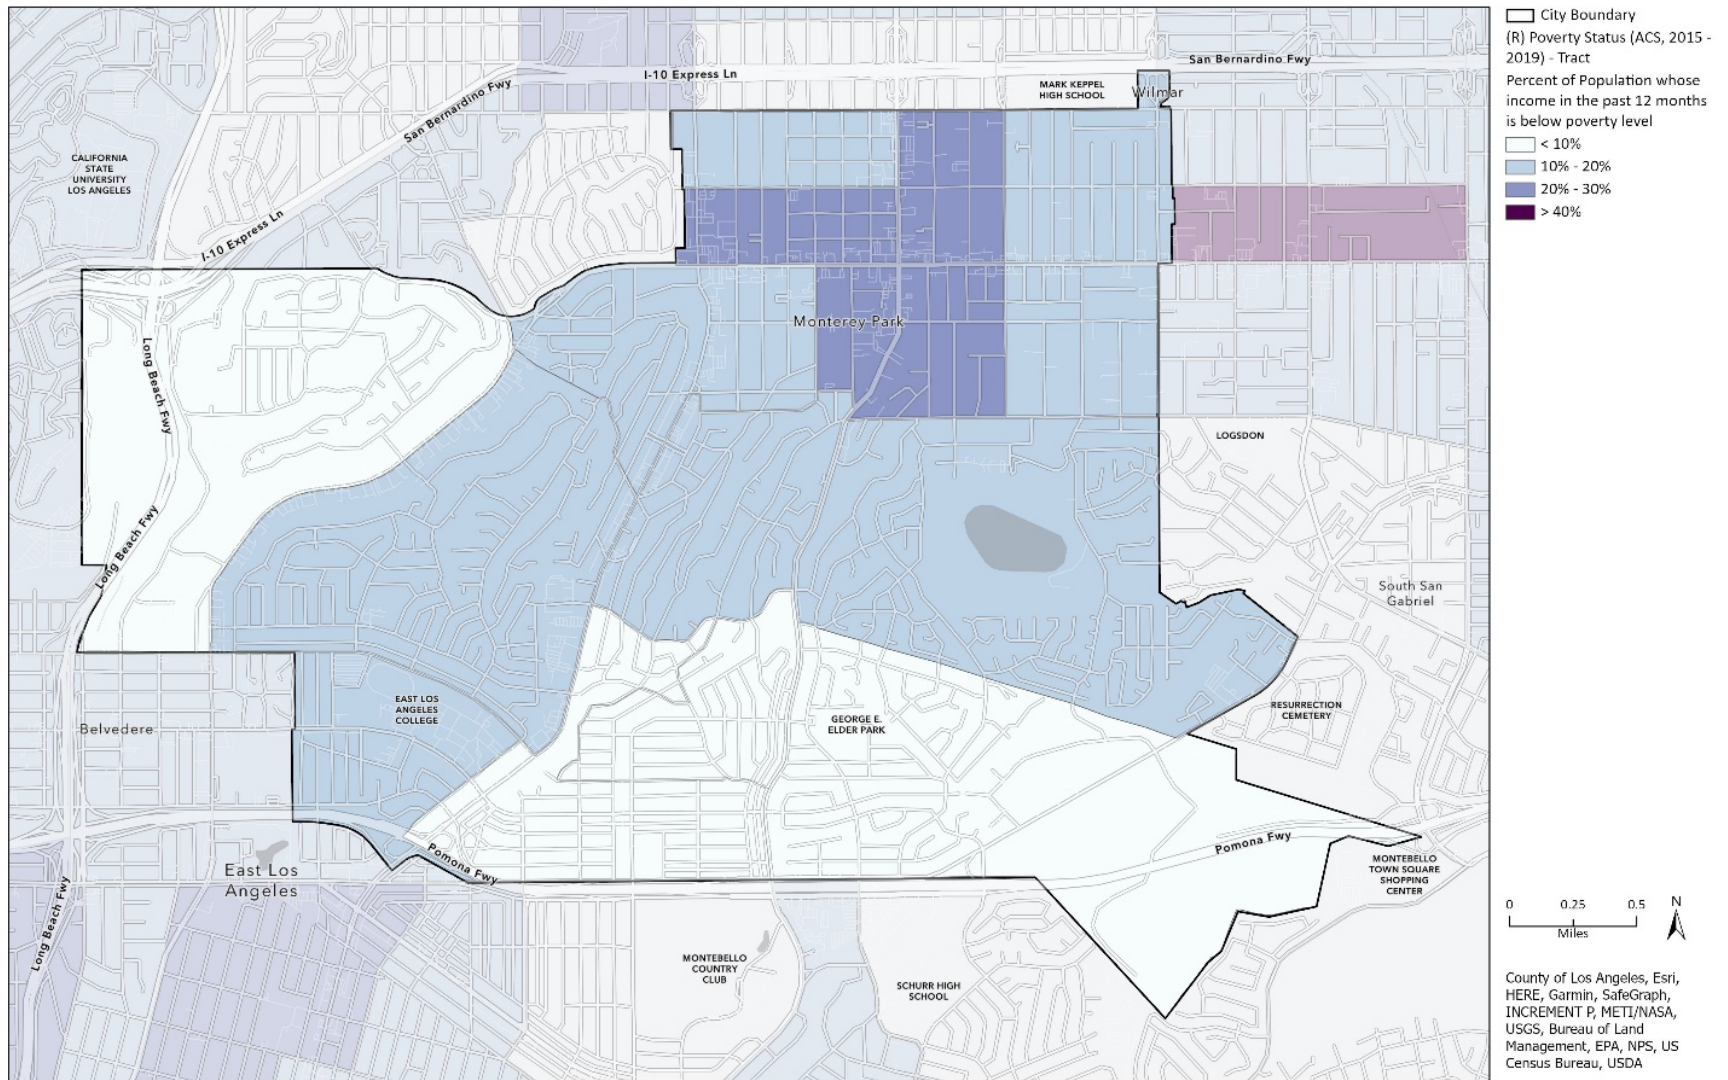 City Boundary
(R) Poverty Status (ACS, 2015 -
2019) - Tract
Percent of Population whose
income in the past 12 months
is below poverty level
< 10%
10% - 20%
20% - 30%
> 40%
I-10 Express Ln
San Bernardino Fwy
MARK KEPPEL
HIGH SCHOOL
Wilmar
San Bernardino Fwy
CALIFORNIA
STATE
UNIVERSITY
LOS ANGELES
I-10 Express Ln
Monterey Park
Long Beach Fwy
LOGSDON
Long Beach Fwy
South San
Gabriel
EAST LOS
ANGELES
COLLEGE
Belvedere
GEORGE E.
ELDER PARK
RESURRECTION
CEMETERY
Pomona Fwy
Pomona Fwy
East Los
Angeles
MONTEBELLO
TOWN SQUARE
SHOPPING
CENTER
Long Beach Fwy
MONTEBELLO
COUNTRY
CLUB
SCHURR HIGH
SCHOOL
0 0.25 0.5
Miles
N
County of Los Angeles, Esri,
HERE, Garmin, SafeGraph,
INCREMENT P, METI/NASA,
USGS, Bureau of Land
Management, EPA, NPS, US
Census Bureau, USDA